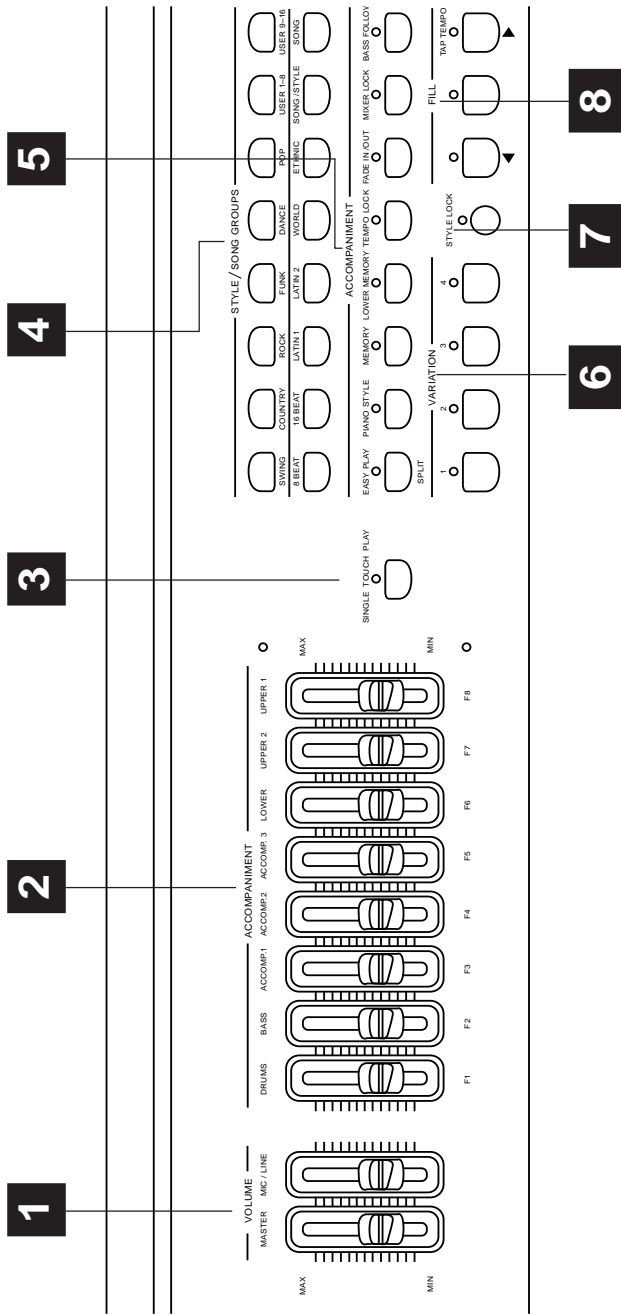 1
2
3
4
5
VOLUME
MASTER MIC / LINE
ACCOMPANIMENT
DRUMS BASS ACCOMP.1 ACCOMP.2 ACCOMP. 3 LOWER UPPER 2 UPPER 1
MAX
MAX
MIN
MIN
F1 F2 F3 F4 F5 F6 F7 F8
SINGLE TOUCH PLAY
STYLE / SONG GROUPS
SWING COUNTRY ROCK FUNK DANCE POP USER 1–8 USER 9–16
8 BEAT 16 BEAT LATIN 1 LATIN 2 WORLD ETHNIC SONG /STYLE SONG
ACCOMPANIMENT
EASY PLAY PIANO STYLE MEMORY LOWER MEMORY TEMPO LOCK FADE IN /OUT MIXER LOCK BASS FOLLOW
SPLIT
VARIATION
STYLE LOCK
FILL
TAP TEMPO
1 2 3 4
▼ ▲
6
7
8